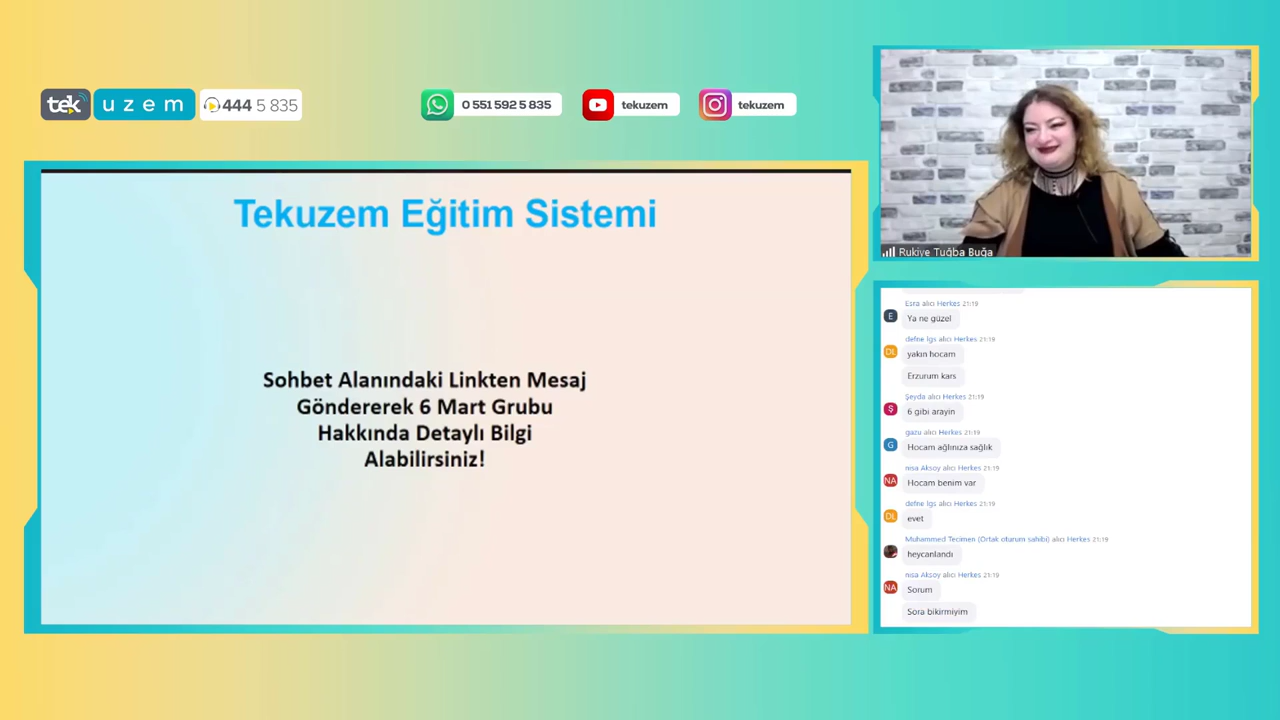 tek uzem 444 5 835
0 551 592 5 835
tekuzem
tekuzem
Tekuzem Eğitim Sistemi
Sohbet Alanındaki Linkten Mesaj
Göndererek 6 Mart Grubu
Hakkında Detaylı Bilgi
Alabilirsiniz!
Rukiye Tuğba Buğa
Esra alıcı Herkes 21:19
E
Ya ne güzel
defne lgs alıcı Herkes 21:19
DL
yakın hocam
Erzurum kars
Şeyda alıcı Herkes 21:19
Ş
6 gibi arayin
gazu alıcı Herkes 21:19
G
Hocam ağlınıza sağlık
nisa Aksoy alıcı Herkes 21:19
NA
Hocam benim var
defne lgs alıcı Herkes 21:19
DL
evet
Muhammed Tecimen (Ortak oturum sahibi) alıcı Herkes 21:19
heycanlandı
nisa Aksoy alıcı Herkes 21:19
NA
Sorum
Sora bikirmiyim